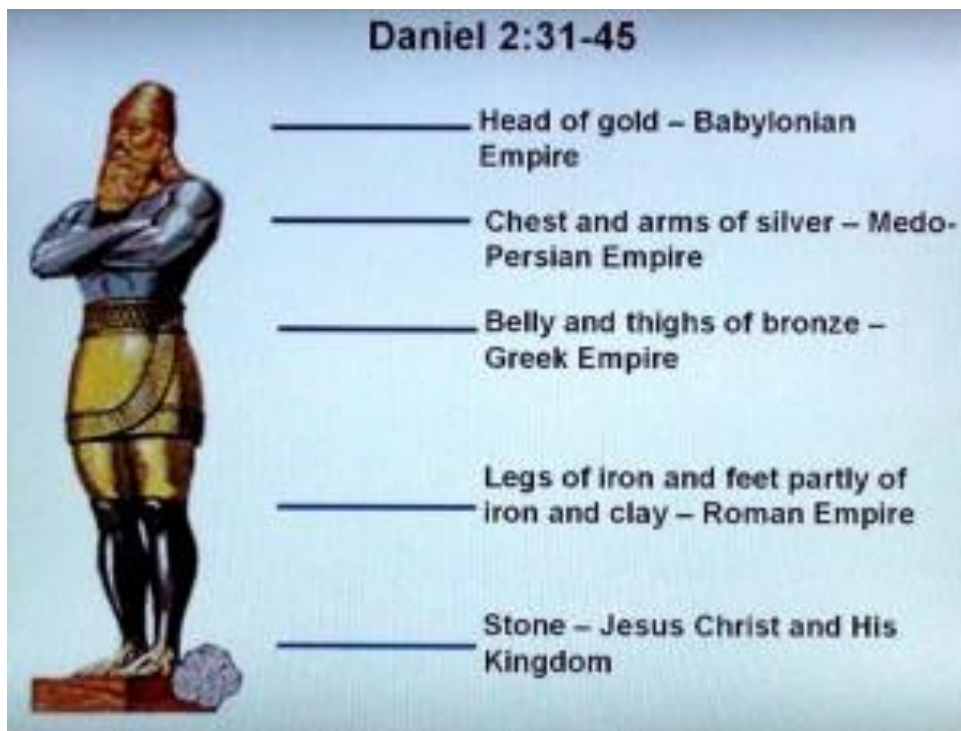 Daniel 2:31-45
Head of gold – Babylonian
Empire
Chest and arms of silver – Medo-
Persian Empire
Belly and thighs of bronze –
Greek Empire
Legs of iron and feet partly of
iron and clay – Roman Empire
Stone – Jesus Christ and His
Kingdom